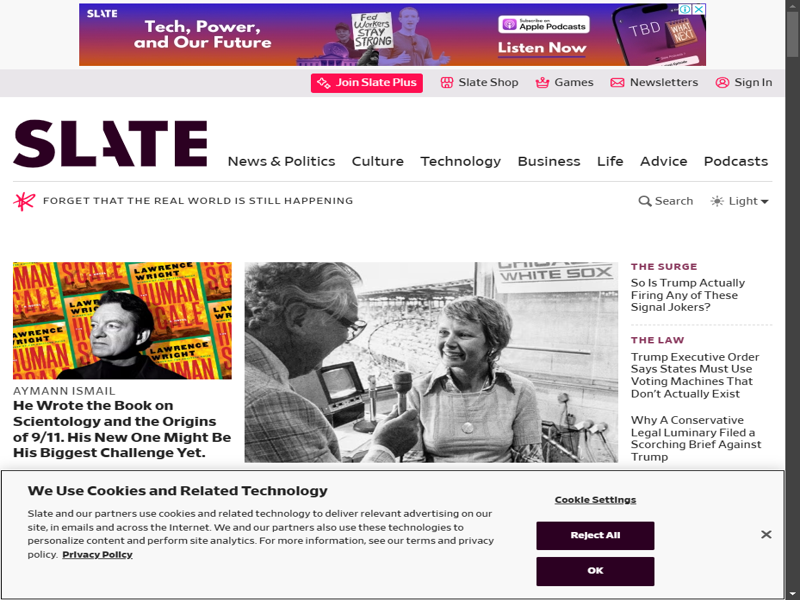 SLATE
Tech, Power,
and Our Future
Fed
Workers
STAY
STRONG
Subscribe on
Apple Podcasts
Listen Now
TBD
WHAT
NEXT
Join Slate Plus
Slate Shop
Games
Newsletters
Sign In
SLATE
News & Politics
Culture
Technology
Business
Life
Advice
Podcasts
FORGET THAT THE REAL WORLD IS STILL HAPPENING
Search
Light
LAWRENCE
WRIGHT
HUMAN
SCALE
CHICAGO
WHITE SOX
AYMANN ISMAIL
He Wrote the Book on
Scientology and the Origins
of 9/11. His New One Might Be
His Biggest Challenge Yet.
THE SURGE
So Is Trump Actually
Firing Any of These
Signal Jokers?
THE LAW
Trump Executive Order
Says States Must Use
Voting Machines That
Don't Actually Exist
Why A Conservative
Legal Luminary Filed a
Scorching Brief Against
Trump
We Use Cookies and Related Technology
Slate and our partners use cookies and related technology to deliver relevant advertising on our
site, in emails and across the Internet. We and our partners also use these technologies to
personalize content and perform site analytics. For more information, see our terms and privacy
policy. Privacy Policy
Cookie Settings
Reject All
OK